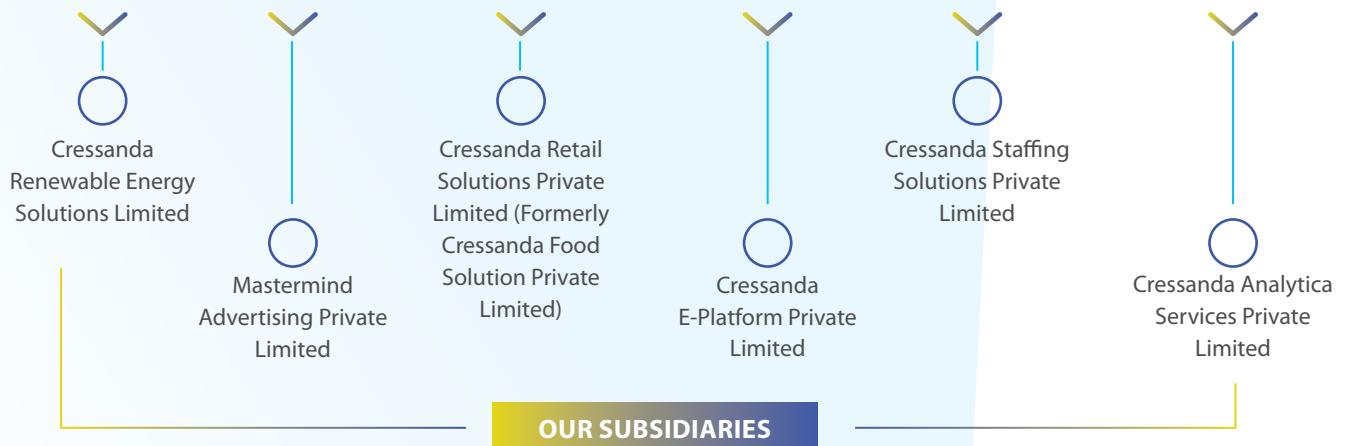 Cressanda
Renewable Energy
Solutions Limited
Mastermind
Advertising Private
Limited
Cressanda Retail
Solutions Private
Limited (Formerly
Cressanda Food
Solution Private
Limited)
Cressanda
E-Platform Private
Limited
Cressanda Staffing
Solutions Private
Limited
Cressanda Analytica
Services Private
Limited
OUR SUBSIDIARIES